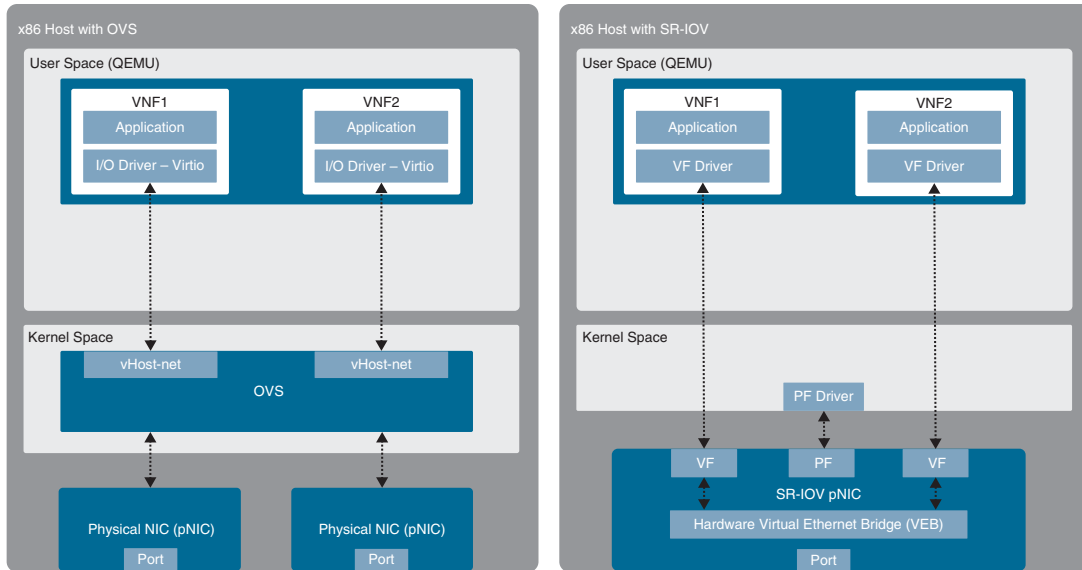 x86 Host with OVS
User Space (QEMU)
VNF1
Application
I/O Driver – Virtio
VNF2
Application
I/O Driver – Virtio
Kernel Space
vHost-net
vHost-net
OVS
Physical NIC (pNIC)
Port
Physical NIC (pNIC)
Port
x86 Host with SR-IOV
User Space (QEMU)
VNF1
Application
VF Driver
VNF2
Application
VF Driver
Kernel Space
PF Driver
VF
PF
VF
SR-IOV pNIC
Hardware Virtual Ethernet Bridge (VEB)
Port